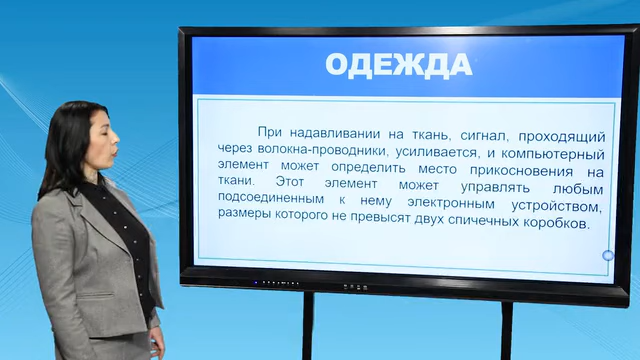 ОДЕЖДА
При надавливании на ткань, сигнал, проходящий
через волокна-проводники, усиливается, и компьютерный
элемент может определить место прикосновения на
ткани. Этот элемент может управлять любым
подсоединенным к нему электронным устройством,
размеры которого не превысят двух спичечных коробков.